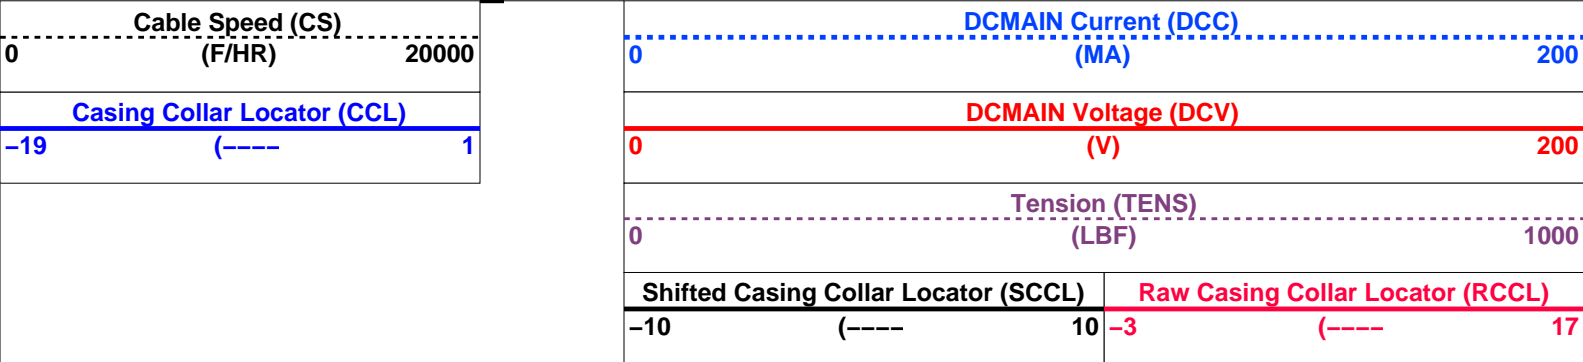 Cable Speed (CS)
0 (F/HR) 20000
Casing Collar Locator (CCL)
−19 (−−−− 1
DCMAIN Current (DCC)
0 (MA) 200
DCMAIN Voltage (DCV)
0 (V) 200
Tension (TENS)
0 (LBF) 1000
Shifted Casing Collar Locator (SCCL)
−10 (−−−− 10
Raw Casing Collar Locator (RCCL)
−3 (−−−− 17